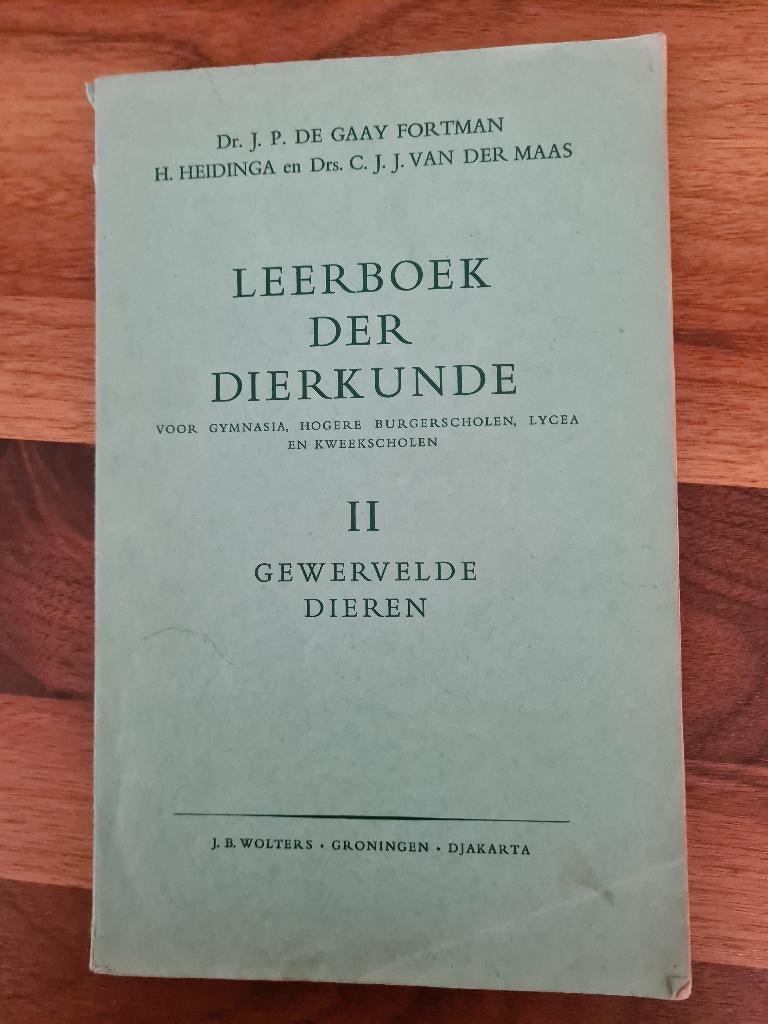 Dr. J. P. DE GAAY FORTMAN
H. HEIDINGA en Drs. C. J. J. VAN DER MAAS
LEERBOEK
DER
DIERKUNDE
VOOR GYMNASIA, HOGERE BURGERSCHOLEN, LYCEA
EN KWEEKSCHOLEN
II
GEWERVELDE
DIEREN
J. B. WOLTERS · GRONINGEN · DJAKARTA